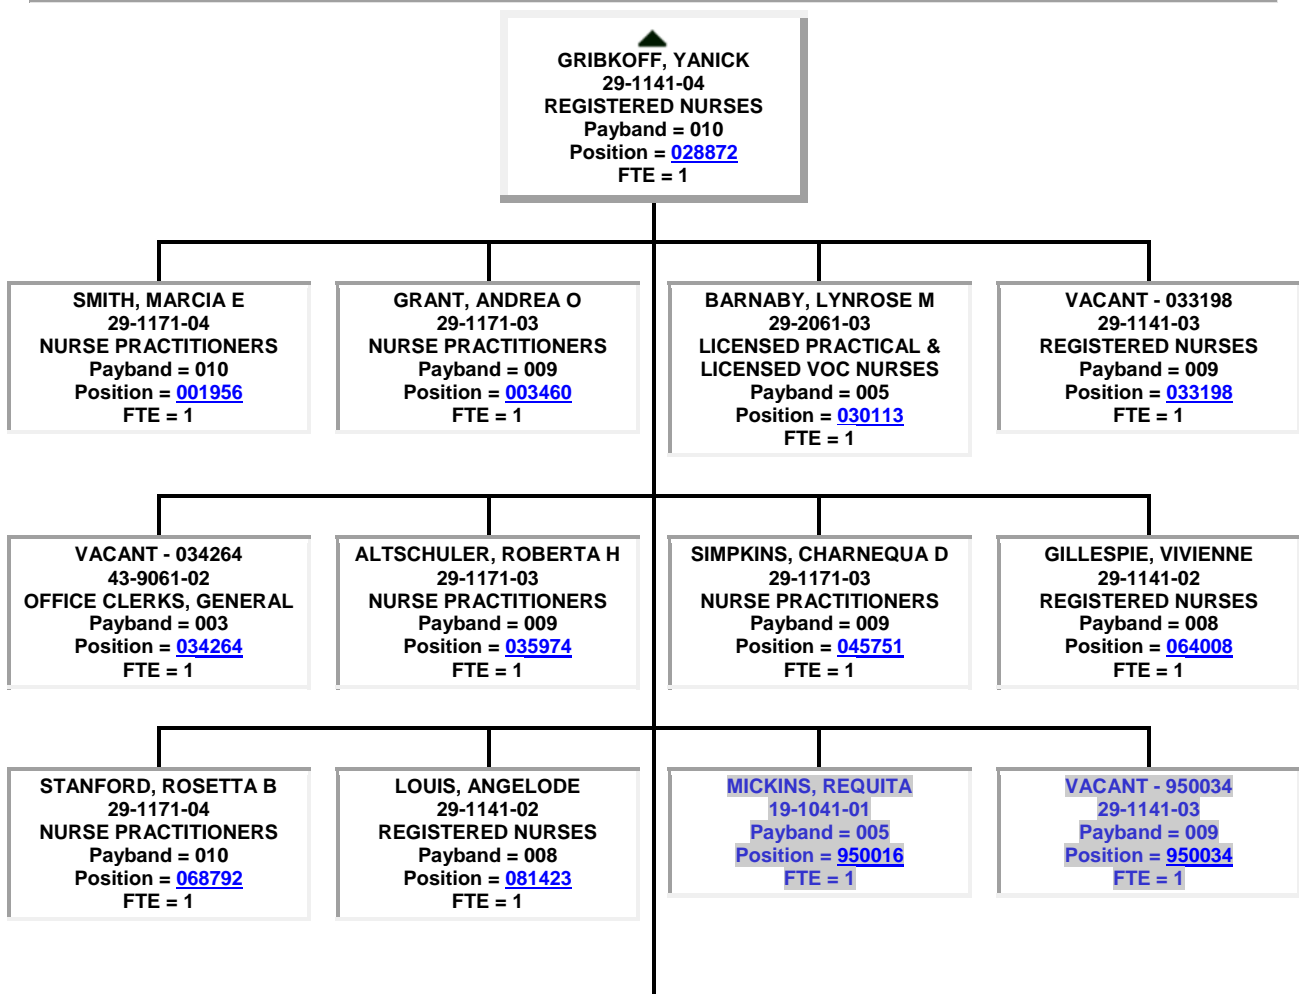 GRIBKOFF, YANICK
29-1141-04
REGISTERED NURSES
Payband = 010
Position = 028872
FTE = 1
SMITH, MARCIA E
29-1171-04
NURSE PRACTITIONERS
Payband = 010
Position = 001956
FTE = 1
GRANT, ANDREA O
29-1171-03
NURSE PRACTITIONERS
Payband = 009
Position = 003460
FTE = 1
BARNABY, LYNROSE M
29-2061-03
LICENSED PRACTICAL &
LICENSED VOC NURSES
Payband = 005
Position = 030113
FTE = 1
VACANT - 033198
29-1141-03
REGISTERED NURSES
Payband = 009
Position = 033198
FTE = 1
VACANT - 034264
43-9061-02
OFFICE CLERKS, GENERAL
Payband = 003
Position = 034264
FTE = 1
ALTSCHULER, ROBERTA H
29-1171-03
NURSE PRACTITIONERS
Payband = 009
Position = 035974
FTE = 1
SIMPKINS, CHARNEQUA D
29-1171-03
NURSE PRACTITIONERS
Payband = 009
Position = 045751
FTE = 1
GILLESPIE, VIVIENNE
29-1141-02
REGISTERED NURSES
Payband = 008
Position = 064008
FTE = 1
STANFORD, ROSETTA B
29-1171-04
NURSE PRACTITIONERS
Payband = 010
Position = 068792
FTE = 1
LOUIS, ANGELODE
29-1141-02
REGISTERED NURSES
Payband = 008
Position = 081423
FTE = 1
MICKINS, REQUITA
19-1041-01
Payband = 005
Position = 950016
FTE = 1
VACANT - 950034
29-1141-03
Payband = 009
Position = 950034
FTE = 1